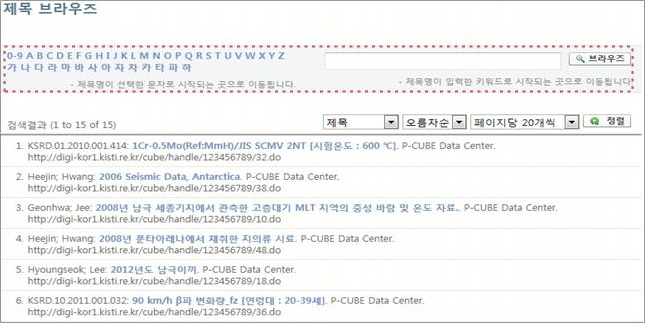 제목 브라우즈
0-9 A B C D E F G H I J K L M N O P Q R S T U V W X Y Z
가 나 다 라 마 바 사 아 자 차 카 타 파 하
- 제목명이 선택한 문자로 시작되는 곳으로 이동됩니다.
브라우즈
- 제목명이 입력한 키워드로 시작되는 곳으로 이동됩니다.
검색결과 (1 to 15 of 15)
제목 오름차순 페이지당 20개씩 정렬
1. KSRD.01.2010.001.414: 1Cr-0.5Mo(Ref:MmH)/JIS SCMV 2NT [시험온도 : 600 ℃]. P-CUBE Data Center.
http://digi-kor1.kisti.re.kr/cube/handle/123456789/32.do
2. Heejin; Hwang: 2006 Seismic Data, Antarctica. P-CUBE Data Center.
http://digi-kor1.kisti.re.kr/cube/handle/123456789/38.do
3. Geonhwa; Jee: 2008년 남극 세종기지에서 관측한 고층대기 MLT 지역의 중성 바람 및 온도 자료.. P-CUBE Data Center.
http://digi-kor1.kisti.re.kr/cube/handle/123456789/10.do
4. Heejin; Hwang: 2008년 푼타아레나에서 채취한 지의류 시료. P-CUBE Data Center.
http://digi-kor1.kisti.re.kr/cube/handle/123456789/48.do
5. Hyoungseok; Lee: 2012년도 남극이끼. P-CUBE Data Center.
http://digi-kor1.kisti.re.kr/cube/handle/123456789/18.do
6. KSRD.10.2011.001.032: 90 km/h β파 변화량_fz [연령대 : 20-39세]. P-CUBE Data Center.
http://digi-kor1.kisti.re.kr/cube/handle/123456789/36.do